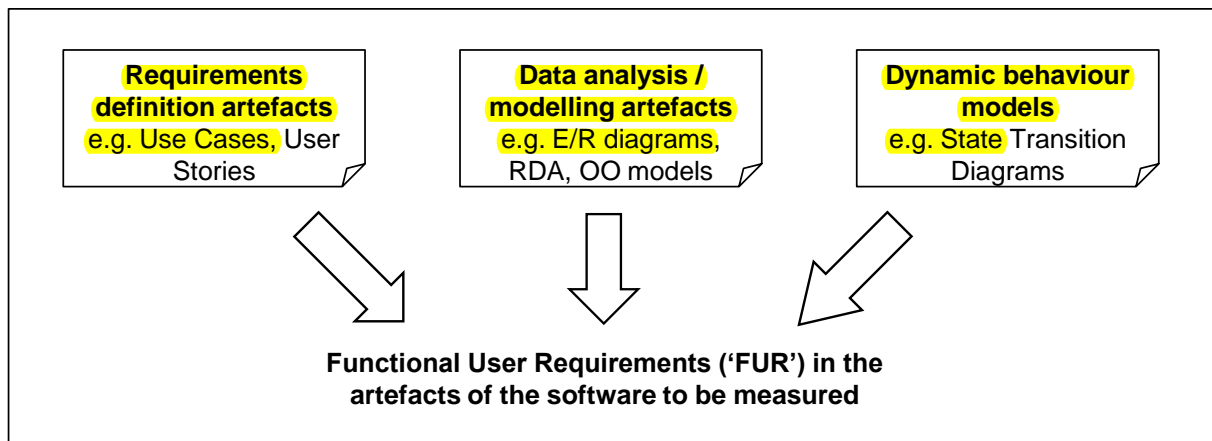 Requirements
definition artefacts
e.g. Use Cases, User
Stories
Data analysis /
modelling artefacts
e.g. E/R diagrams,
RDA, OO models
Dynamic behaviour
models
e.g. State Transition
Diagrams
Functional User Requirements (‘FUR’) in the
artefacts of the software to be measured